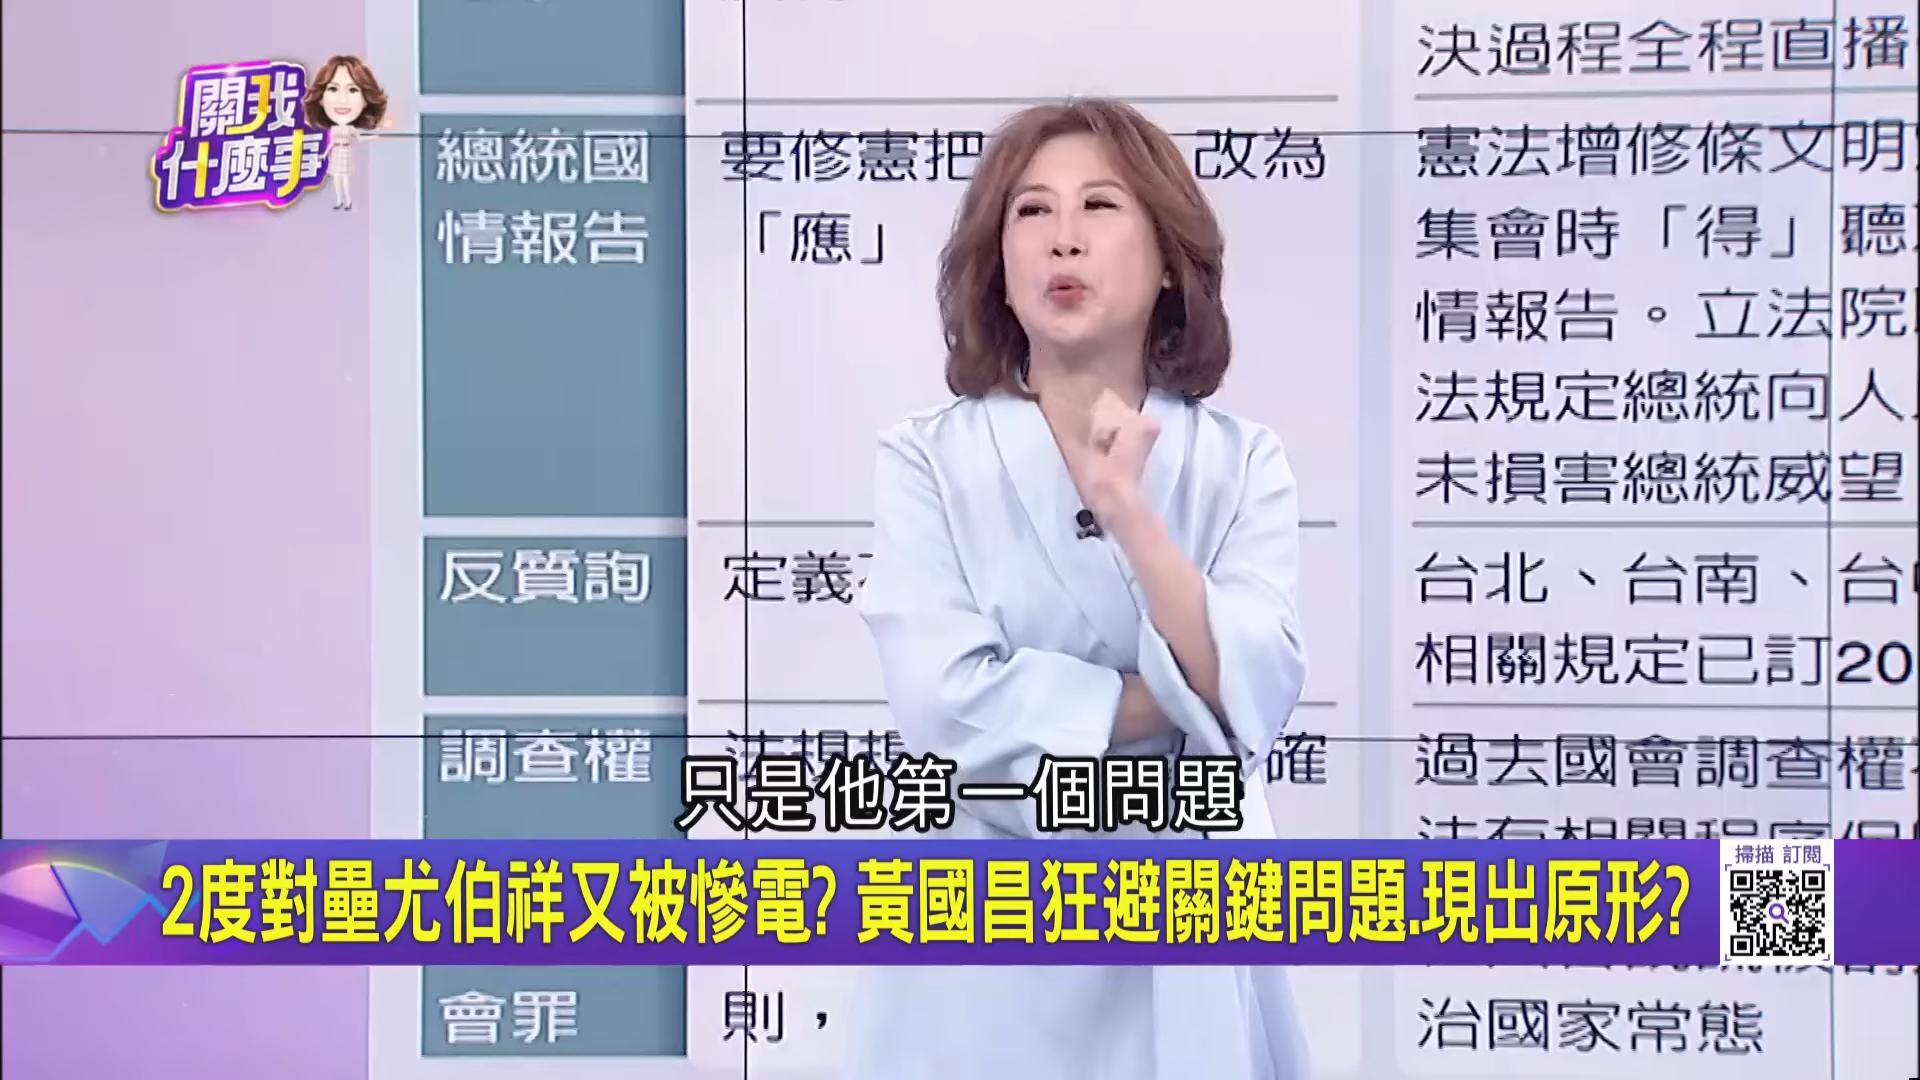 關我
什麼事
決過程全程直播
總統國
情報告
要修憲把
改為
「應」
憲法增修條文明
集會時「得」聽
情報告。立法院
法規定總統向人
未損害總統威望
反質詢
定義
台北、台南、台
相關規定已訂20
調查權
法規
確
過去國會調查權
只是他第一個問題
掃描 訂閱
2度對壘尤伯祥又被慘電? 黃國昌狂避關鍵問題.現出原形?
會罪
則，
治國家常態